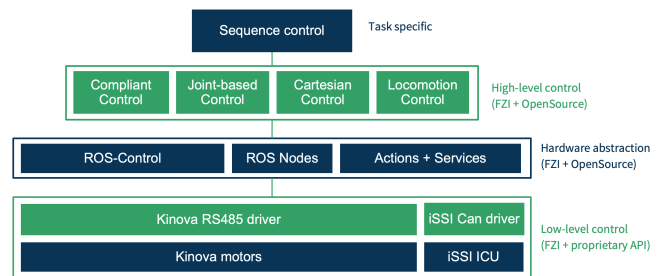 Sequence control
Task specific
Compliant
Control
Joint-based
Control
Cartesian
Control
Locomotion
Control
High-level control
(FZI + OpenSource)
ROS-Control
ROS Nodes
Actions + Services
Hardware abstraction
(FZI + OpenSource)
Kinova RS485 driver
iSSI Can driver
Kinova motors
iSSI ICU
Low-level control
(FZI + proprietary API)